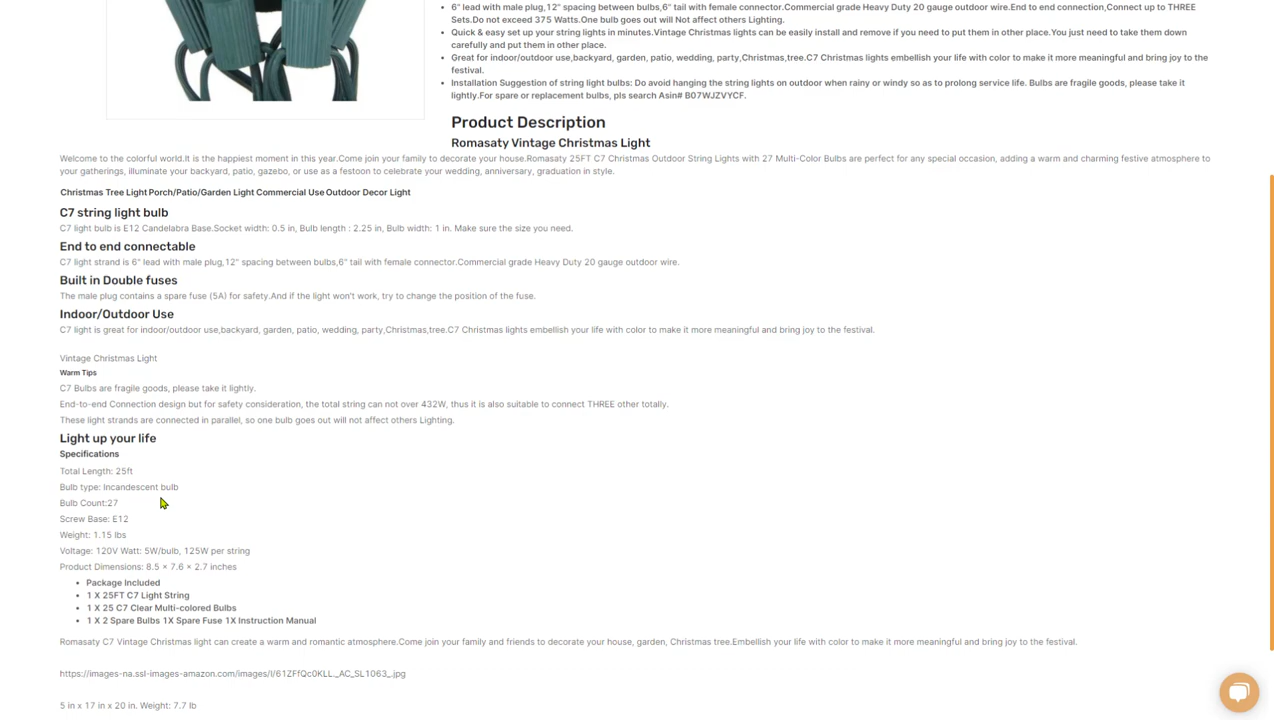 6" lead with male plug,12" spacing between bulbs,6" tail with female connector.Commercial grade Heavy Duty 20 gauge outdoor wire.End to end connection,Connect up to THREE
Sets.Do not exceed 375 Watts.One bulb goes out will Not affect others Lighting.
Quick & easy set up your string lights in minutes.Vintage Christmas lights can be easily install and remove if you need to put them in other place.You just need to take them down
carefully and put them in other place.
Great for indoor/outdoor use,backyard, garden, patio, wedding, party,Christmas,tree.C7 Christmas lights embellish your life with color to make it more meaningful and bring joy to the
festival.
Installation Suggestion of string light bulbs: Do avoid hanging the string lights on outdoor when rainy or windy so as to prolong service life. Bulbs are fragile goods, please take it
lightly.For spare or replacement bulbs, pls search Asin# B07WJZVYCF.
Product Description
Romasaty Vintage Christmas Light
Welcome to the colorful world.It is the happiest moment in this year.Come join your family to decorate your house.Romasaty 25FT C7 Christmas Outdoor String Lights with 27 Multi-Color Bulbs are perfect for any special occasion, adding a warm and charming festive atmosphere to
your gatherings, illuminate your backyard, patio, gazebo, or use as a festoon to celebrate your wedding, anniversary, graduation in style.
Christmas Tree Light Porch/Patio/Garden Light Commercial Use Outdoor Decor Light
C7 string light bulb
C7 light bulb is E12 Candelabra Base.Socket width: 0.5 in, Bulb length : 2.25 in, Bulb width: 1 in. Make sure the size you need.
End to end connectable
C7 light strand is 6" lead with male plug,12" spacing between bulbs,6" tail with female connector.Commercial grade Heavy Duty 20 gauge outdoor wire.
Built in Double fuses
The male plug contains a spare fuse (5A) for safety.And if the light won't work, try to change the position of the fuse.
Indoor/Outdoor Use
C7 light is great for indoor/outdoor use,backyard, garden, patio, wedding, party,Christmas,tree.C7 Christmas lights embellish your life with color to make it more meaningful and bring joy to the festival.
Vintage Christmas Light
Warm Tips
C7 Bulbs are fragile goods, please take it lightly.
End-to-end Connection design but for safety consideration, the total string can not over 432W, thus it is also suitable to connect THREE other totally.
These light strands are connected in parallel, so one bulb goes out will not affect others Lighting.
Light up your life
Specifications
Total Length: 25ft
Bulb type: Incandescent bulb
Bulb Count:27
Screw Base: E12
Weight: 1.15 lbs
Voltage: 120V Watt: 5W/bulb, 125W per string
Product Dimensions: 8.5 x 7.6 x 2.7 inches
Package Included
1 X 25FT C7 Light String
1 X 25 C7 Clear Multi-colored Bulbs
1 X 2 Spare Bulbs 1X Spare Fuse 1X Instruction Manual
Romasaty C7 Vintage Christmas light can create a warm and romantic atmosphere.Come join your family and friends to decorate your house, garden, Christmas tree.Embellish your life with color to make it more meaningful and bring joy to the festival.
https://images-na.ssl-images-amazon.com/images/I/61ZFfQc0KLL._AC_SL1063_.jpg
5 in x 17 in x 20 in. Weight: 7.7 lb